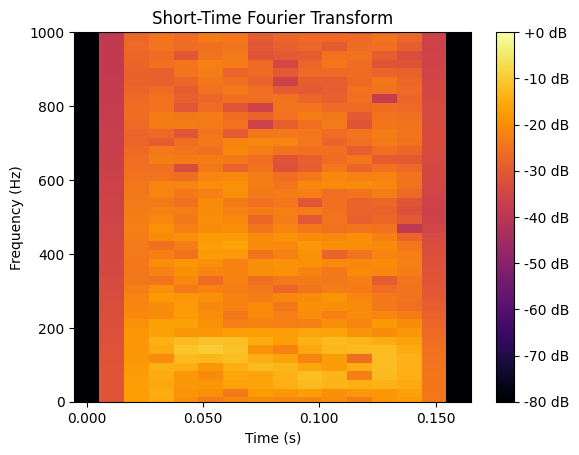 Short-Time Fourier Transform
Frequency (Hz)
1000
800
600
400
200
0
0.000
0.050
0.100
0.150
Time (s)
+0 dB
-10 dB
-20 dB
-30 dB
-40 dB
-50 dB
-60 dB
-70 dB
-80 dB